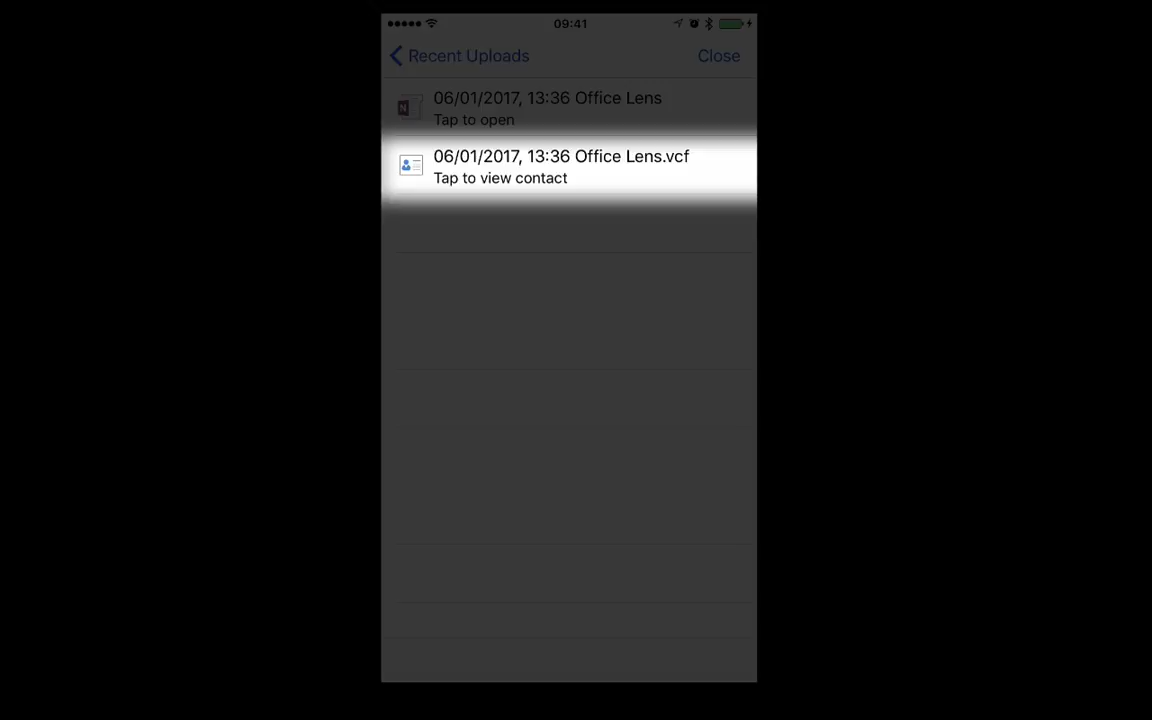 09:41
Recent Uploads
Close
06/01/2017, 13:36 Office Lens
Tap to open
N
06/01/2017, 13:36 Office Lens.vcf
Tap to view contact